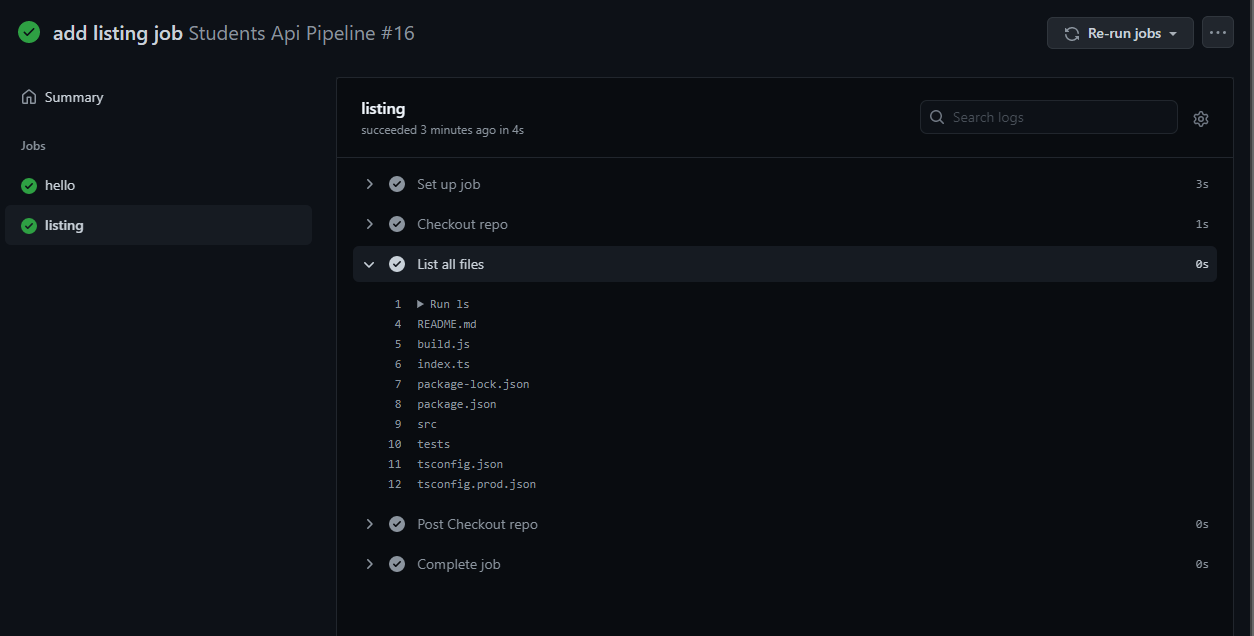 add listing job Students Api Pipeline #16
Re-run jobs
Summary
Jobs
hello
listing
listing
succeeded 3 minutes ago in 4s
Search logs
Set up job 3s
Checkout repo 1s
List all files 0s
1 Run ls
4 README.md
5 build.js
6 index.ts
7 package-lock.json
8 package.json
9 src
10 tests
11 tsconfig.json
12 tsconfig.prod.json
Post Checkout repo 0s
Complete job 0s